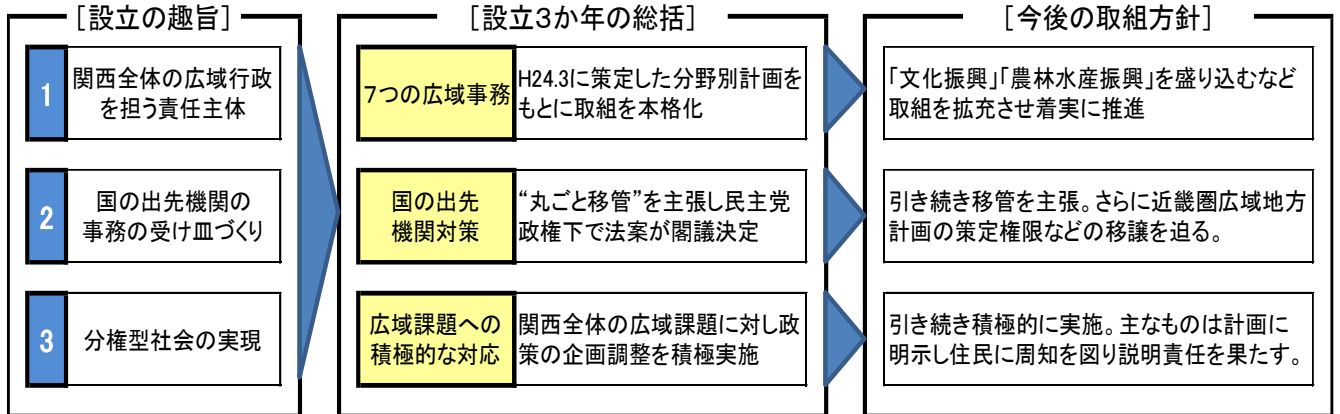 ［設立の趣旨］
1
関西全体の広域行政
を担う責任主体
2
国の出先機関の
事務の受け皿づくり
3
分権型社会の実現
［設立３か年の総括］
７つの広域事務
H24.3に策定した分野別計画を
もとに取組を本格化
国の出先
機関対策
“丸ごと移管”を主張し民主党
政権下で法案が閣議決定
広域課題への
積極的な対応
関西全体の広域課題に対し政
策の企画調整を積極実施
［今後の取組方針］
「文化振興」「農林水産振興」を盛り込むなど
取組を拡充させ着実に推進
引き続き移管を主張。さらに近畿圏広域地方
計画の策定権限などの移譲を迫る。
引き続き積極的に実施。主なものは計画に
明示し住民に周知を図り説明責任を果たす。